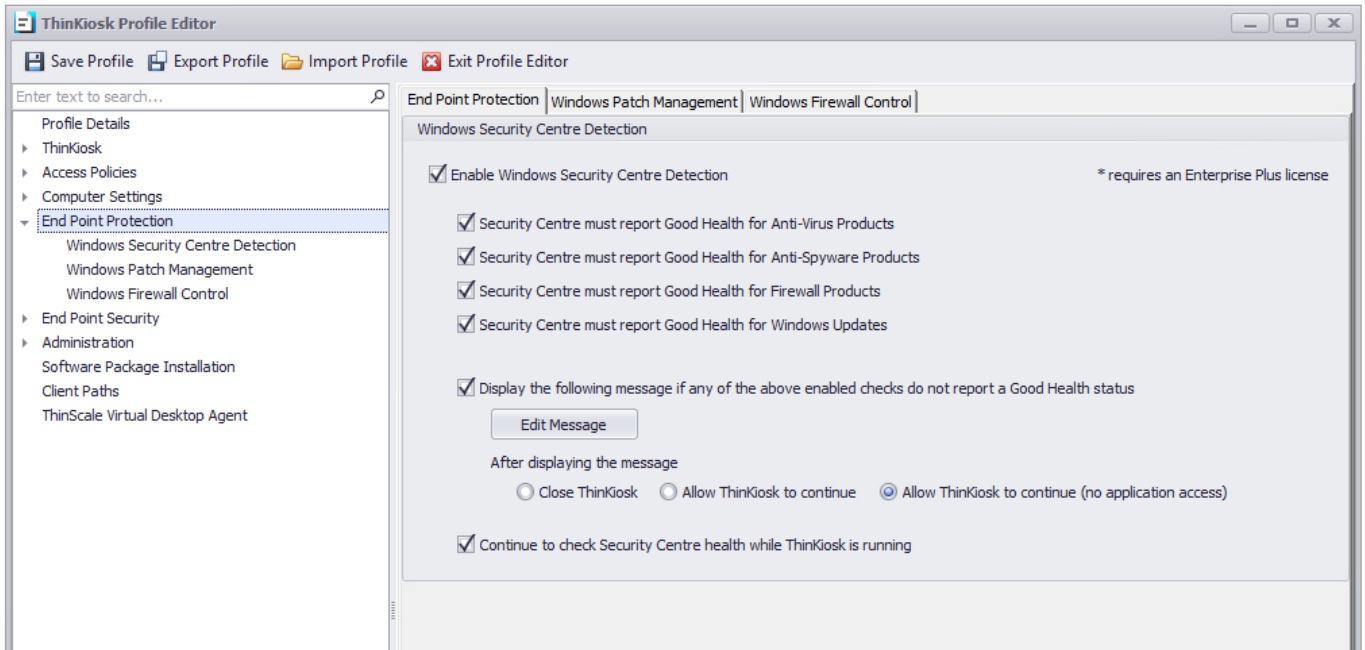 ThinKiosk Profile Editor
Save Profile Export Profile Import Profile Exit Profile Editor
Enter text to search...
Profile Details
ThinKiosk
Access Policies
Computer Settings
End Point Protection
Windows Security Centre Detection
Windows Patch Management
Windows Firewall Control
End Point Security
Administration
Software Package Installation
Client Paths
ThinScale Virtual Desktop Agent
End Point Protection Windows Patch Management Windows Firewall Control
Windows Security Centre Detection
Enable Windows Security Centre Detection * requires an Enterprise Plus license
Security Centre must report Good Health for Anti-Virus Products
Security Centre must report Good Health for Anti-Spyware Products
Security Centre must report Good Health for Firewall Products
Security Centre must report Good Health for Windows Updates
Display the following message if any of the above enabled checks do not report a Good Health status
Edit Message
After displaying the message
Close ThinKiosk Allow ThinKiosk to continue Allow ThinKiosk to continue (no application access)
Continue to check Security Centre health while ThinKiosk is running